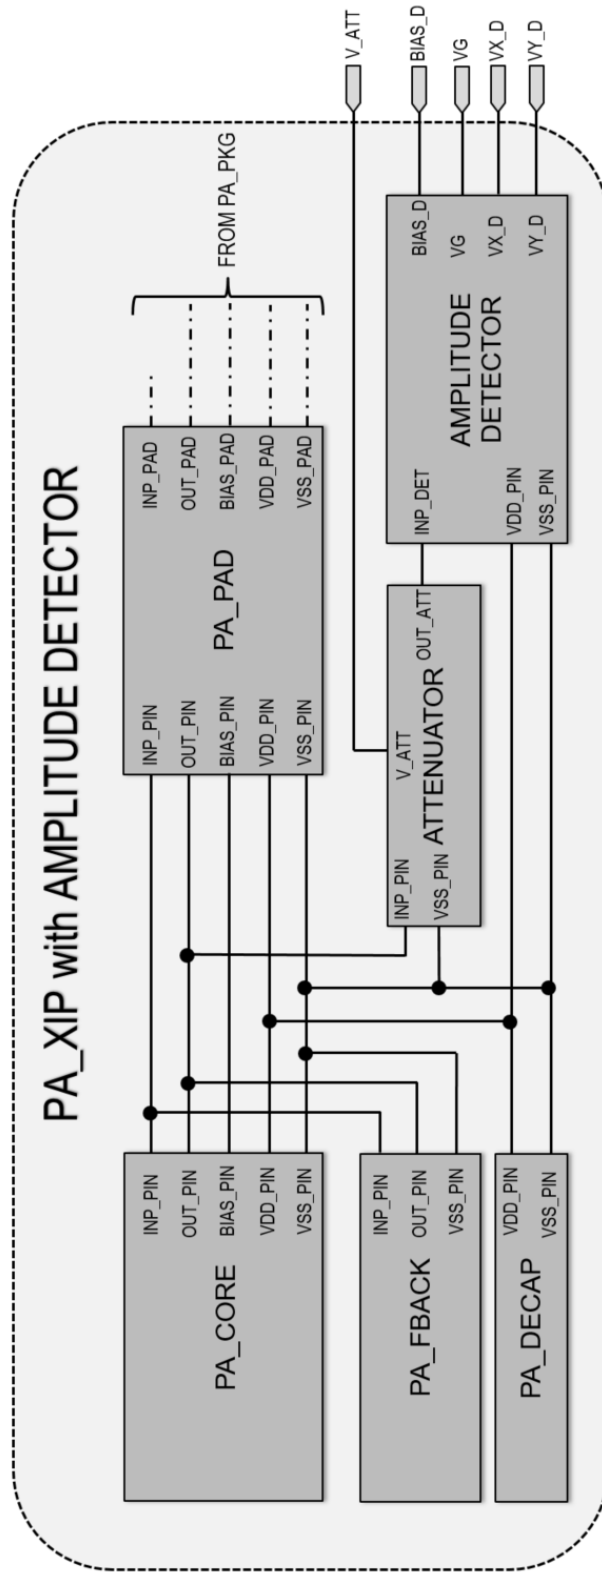 PA_XIP with AMPLITUDE DETECTOR
PA_CORE
INP_PIN
OUT_PIN
BIAS_PIN
VDD_PIN
VSS_PIN
PA_PAD
INP_PIN
OUT_PIN
BIAS_PIN
VDD_PIN
VSS_PIN
INP_PAD
OUT_PAD
BIAS_PAD
VDD_PAD
VSS_PAD
FROM PA_PKG
PA_FBACK
INP_PIN
OUT_PIN
VSS_PIN
PA_DECAP
VDD_PIN
VSS_PIN
ATTENUATOR
INP_PIN
VSS_PIN
V_ATT
OUT_ATT
AMPLITUDE
DETECTOR
INP_DET
VDD_PIN
VSS_PIN
BIAS_D
VG
VX_D
VY_D
V_ATT
BIAS_D
VG
VX_D
VY_D